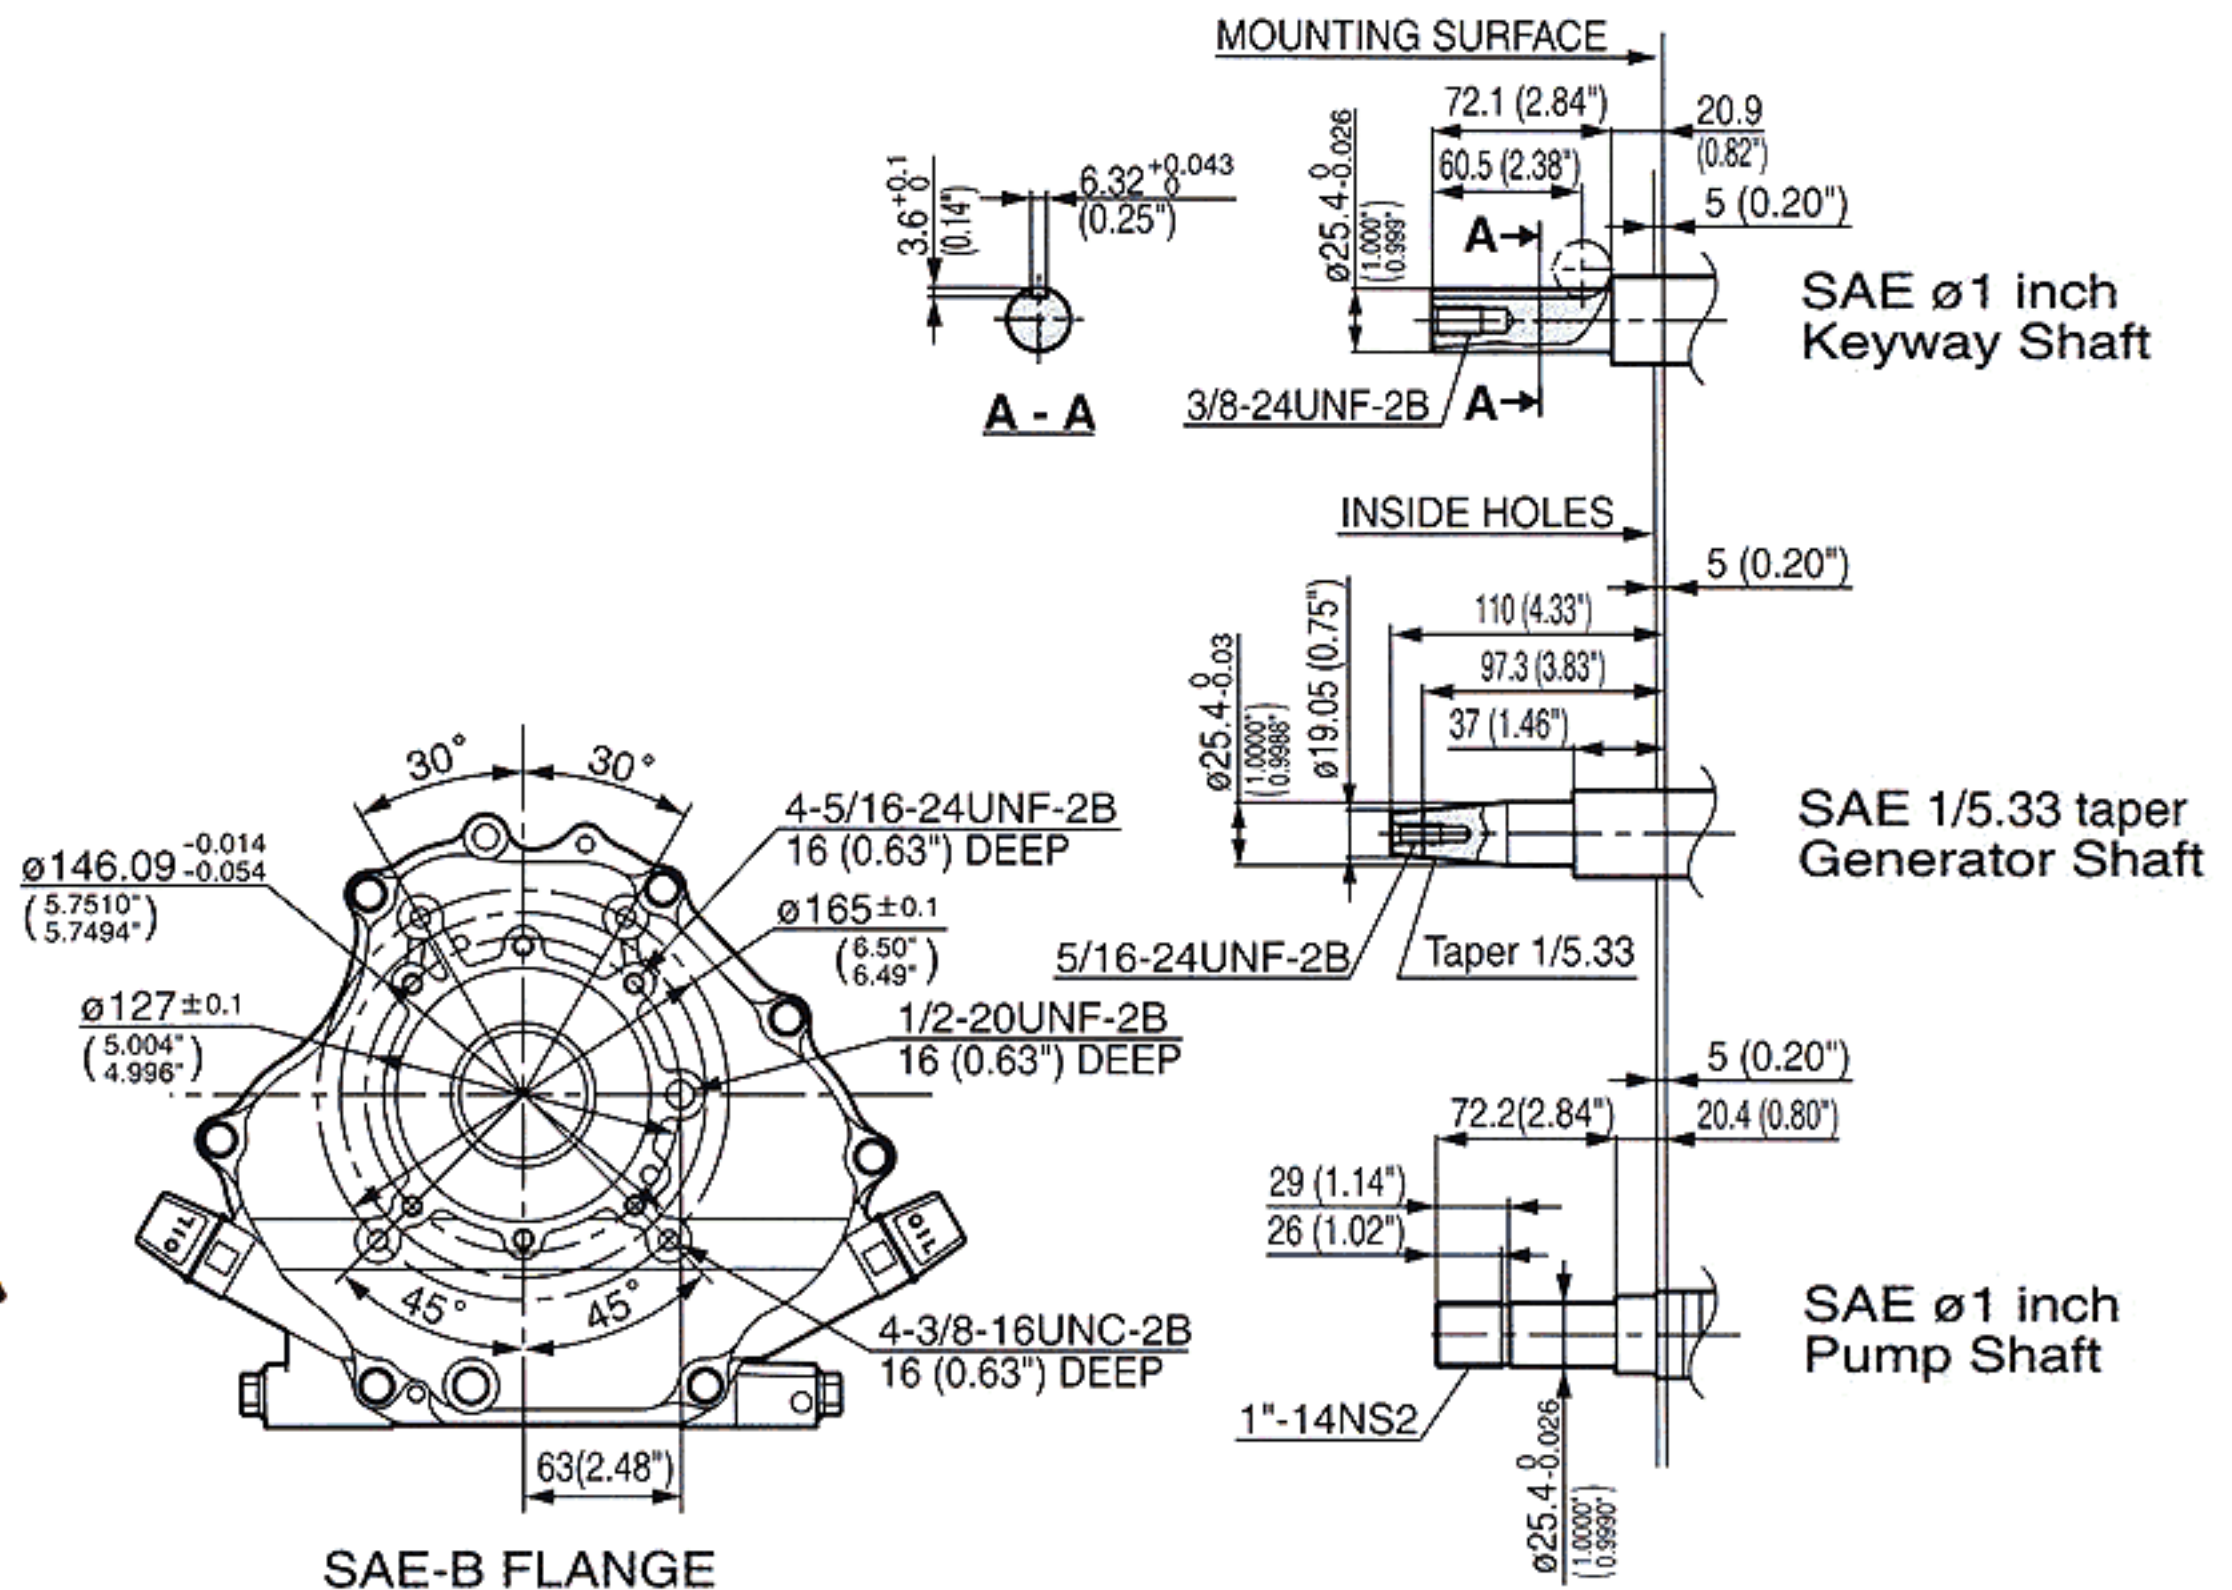 MOUNTING SURFACE
72.1 (2.84")
20.9
(0.82")
60.5 (2.38")
5 (0.20")
ø25.4 0 -0.026
(1.000" 0.999")
3.6 +0.1 0
(0.14")
6.32 +0.043 0
(0.25")
A
A
A - A
3/8-24UNF-2B
SAE ø1 inch
Keyway Shaft
INSIDE HOLES
5 (0.20")
110 (4.33")
97.3 (3.83")
37 (1.46")
ø25.4 0 -0.03
(1.0000" 0.9988")
ø19.05 (0.75")
5/16-24UNF-2B
Taper 1/5.33
SAE 1/5.33 taper
Generator Shaft
5 (0.20")
72.2(2.84")
20.4 (0.80")
29 (1.14")
26 (1.02")
1"-14NS2
ø25.4 0 -0.026
(1.0000" 0.9990")
SAE ø1 inch
Pump Shaft
30°
30°
ø146.09 -0.014 -0.054
(5.7510" 5.7494")
ø127 ±0.1
(5.004" 4.996")
4-5/16-24UNF-2B
16 (0.63") DEEP
ø165 ±0.1
(6.50" 6.49")
1/2-20UNF-2B
16 (0.63") DEEP
OIL
OIL
45°
45°
4-3/8-16UNC-2B
16 (0.63") DEEP
63(2.48")
SAE-B FLANGE